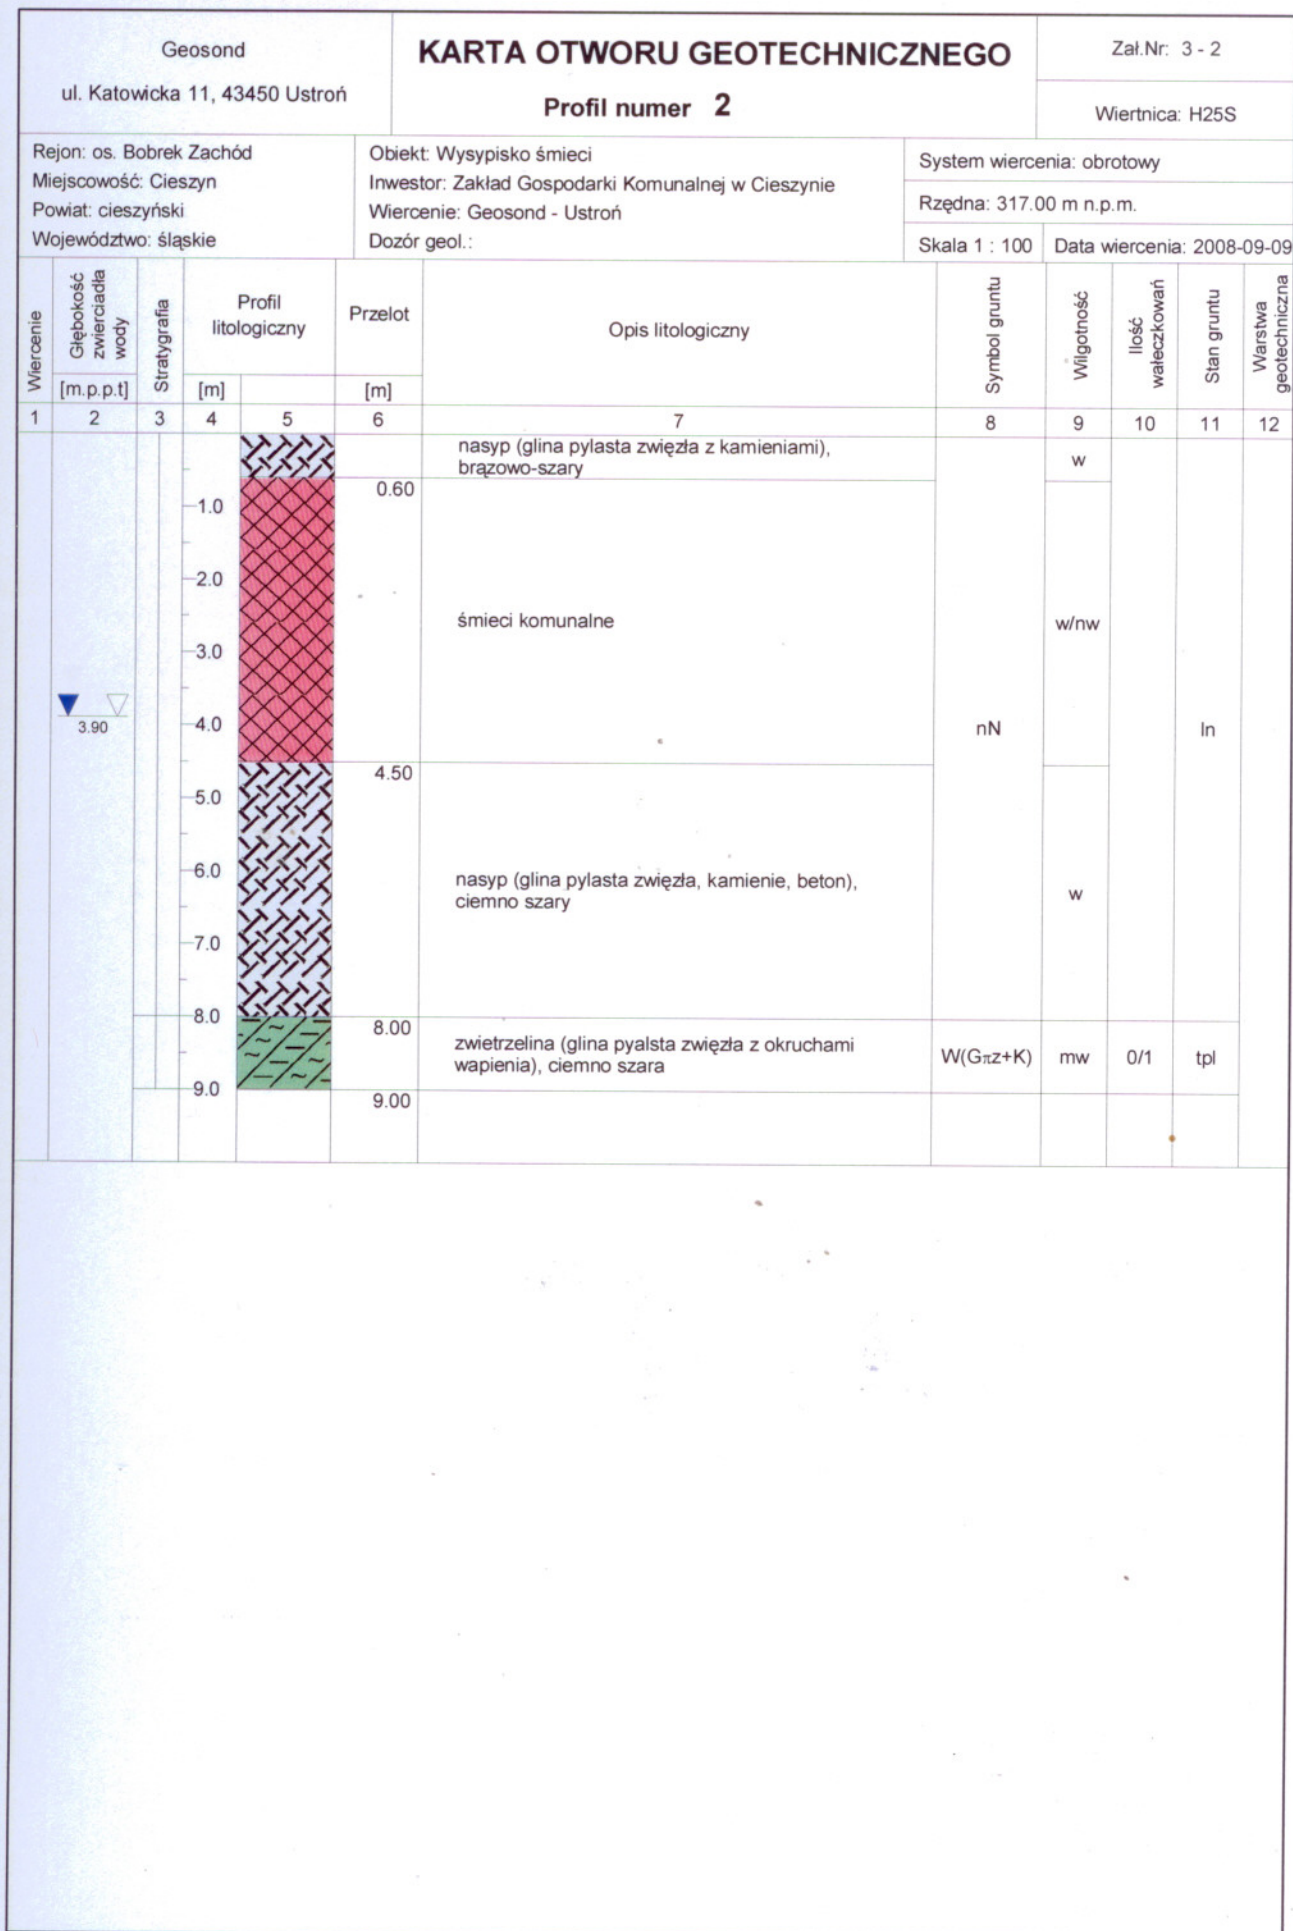 Geosond
ul. Katowicka 11, 43450 Ustroń
KARTA OTWORU GEOTECHNICZNEGO
Profil numer 2
Zał.Nr: 3 - 2
Wiertnica: H25S
Rejon: os. Bobrek Zachód
Miejscowość: Cieszyn
Powiat: cieszyński
Województwo: śląskie
Obiekt: Wysypisko śmieci
Inwestor: Zakład Gospodarki Komunalnej w Cieszynie
Wiercenie: Geosond - Ustroń
Dozór geol.:
System wiercenia: obrotowy
Rzędna: 317.00 m n.p.m.
Skala 1 : 100
Data wiercenia: 2008-09-09
Wiercenie
Głębokość
zwierciadła
wody
[m.p.p.t]
Stratygrafia
Profil
litologiczny
[m]
Przelot
[m]
Opis litologiczny
Symbol gruntu
Wilgotność
Ilość
wałeczkowań
Stan gruntu
Warstwa
geotechniczna
1 2 3 4 5 6 7 8 9 10 11 12
nasyp (glina pylasta zwięzła z kamieniami),
brązowo-szary
w
0.60
1.0
2.0
śmieci komunalne
w/nw
3.0
3.90
4.0
nN
ln
4.50
5.0
6.0
nasyp (glina pylasta zwięzła, kamienie, beton),
ciemno szary
w
7.0
8.0
8.00
zwietrzelina (glina pyalsta zwięzła z okruchami
wapienia), ciemno szara
W(Gπz+K)
mw
0/1
tpl
9.0
9.00